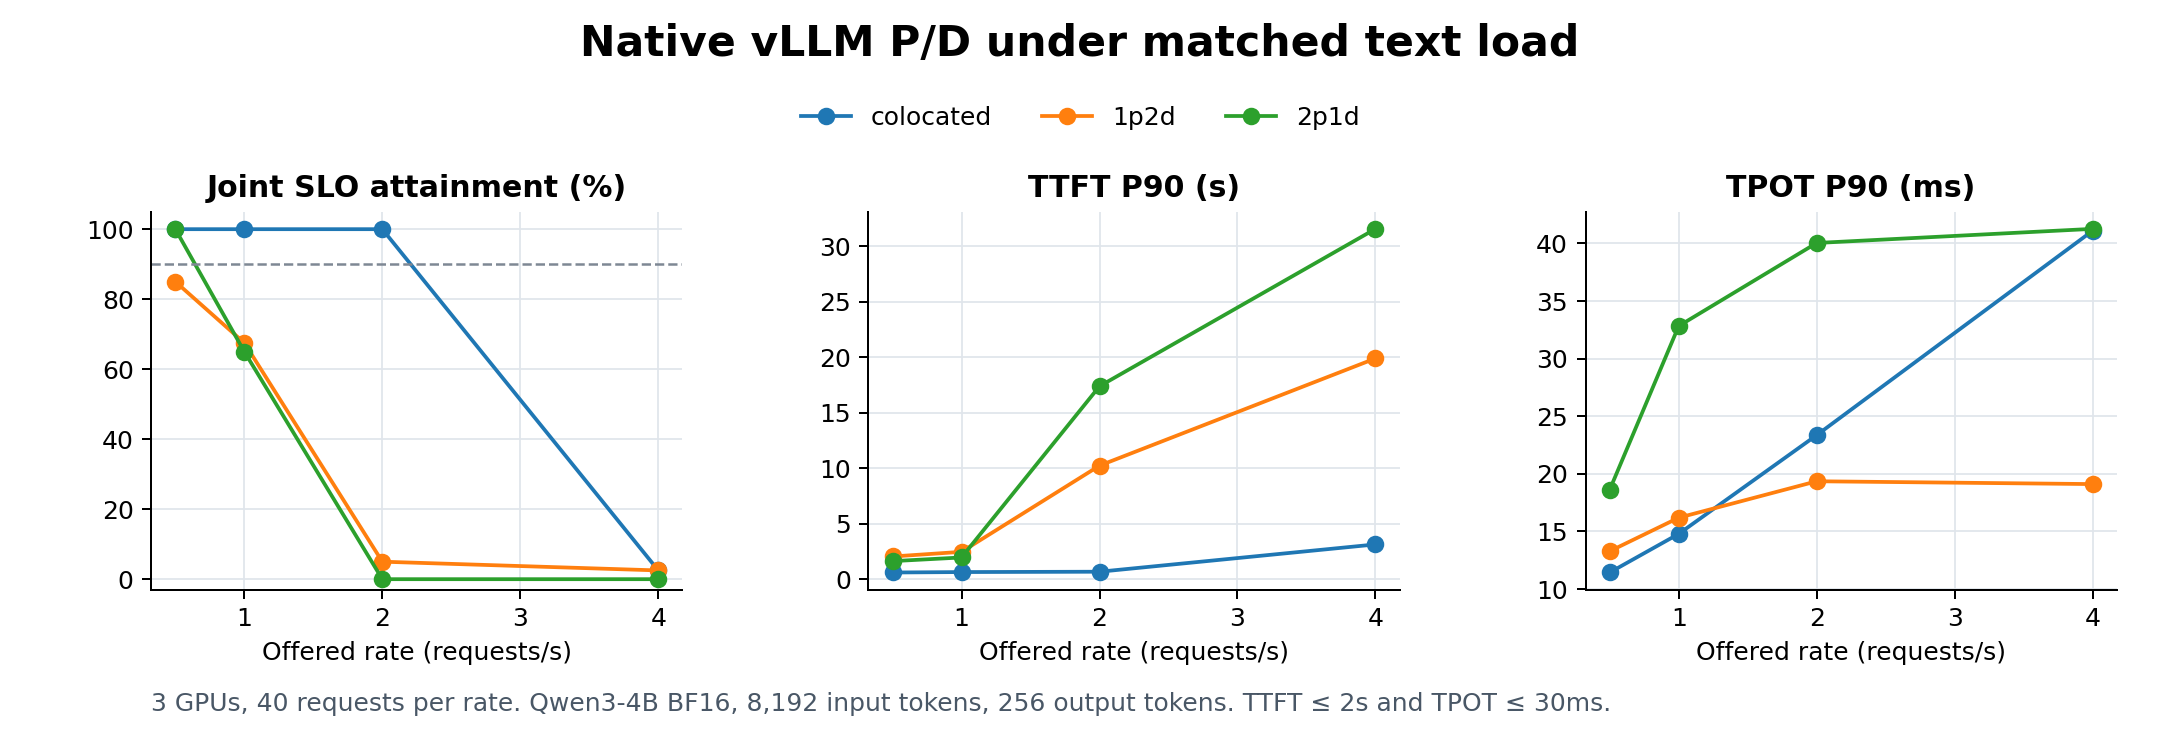 Native vLLM P/D under matched text load
colocated 1p2d 2p1d
Joint SLO attainment (%)
100
80
60
40
20
0
1 2 3 4
Offered rate (requests/s)
TTFT P90 (s)
30
25
20
15
10
5
0
1 2 3 4
Offered rate (requests/s)
TPOT P90 (ms)
40
35
30
25
20
15
10
1 2 3 4
Offered rate (requests/s)
3 GPUs, 40 requests per rate. Qwen3-4B BF16, 8,192 input tokens, 256 output tokens. TTFT ≤ 2s and TPOT ≤ 30ms.